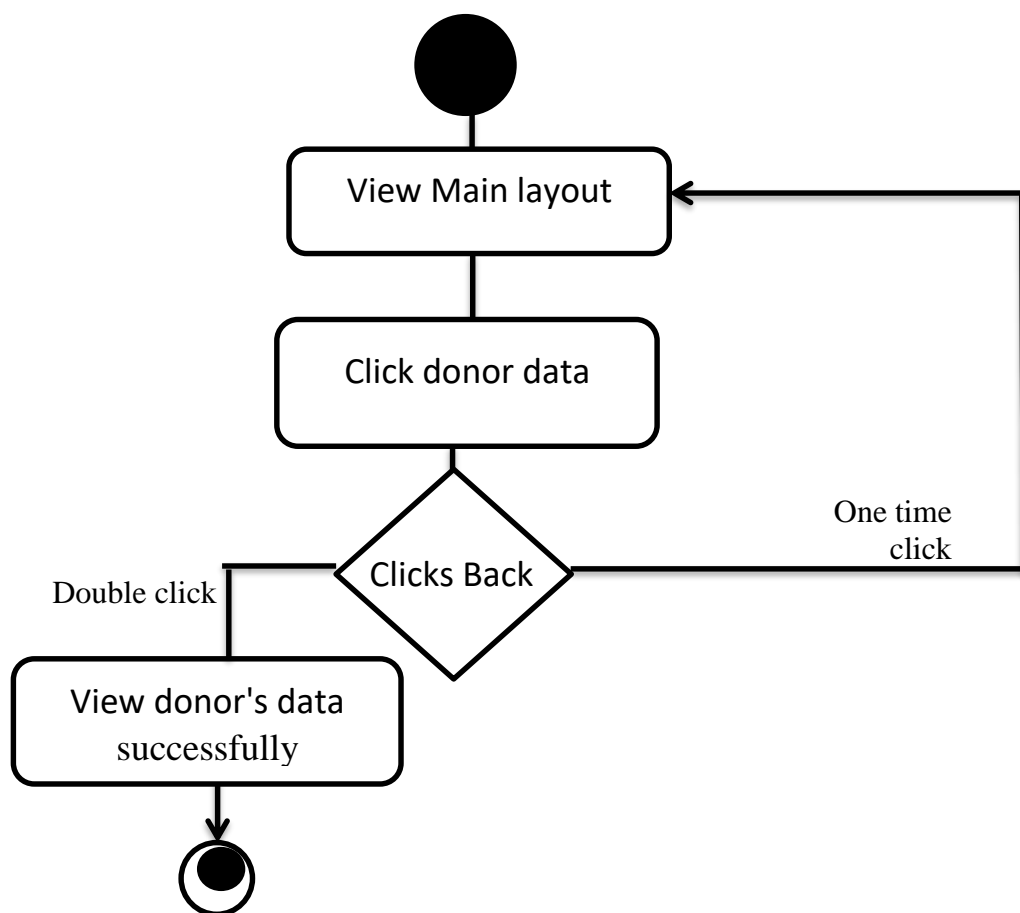 View Main layout
Click donor data
One time
click
Clicks Back
Double click
View donor's data
successfully